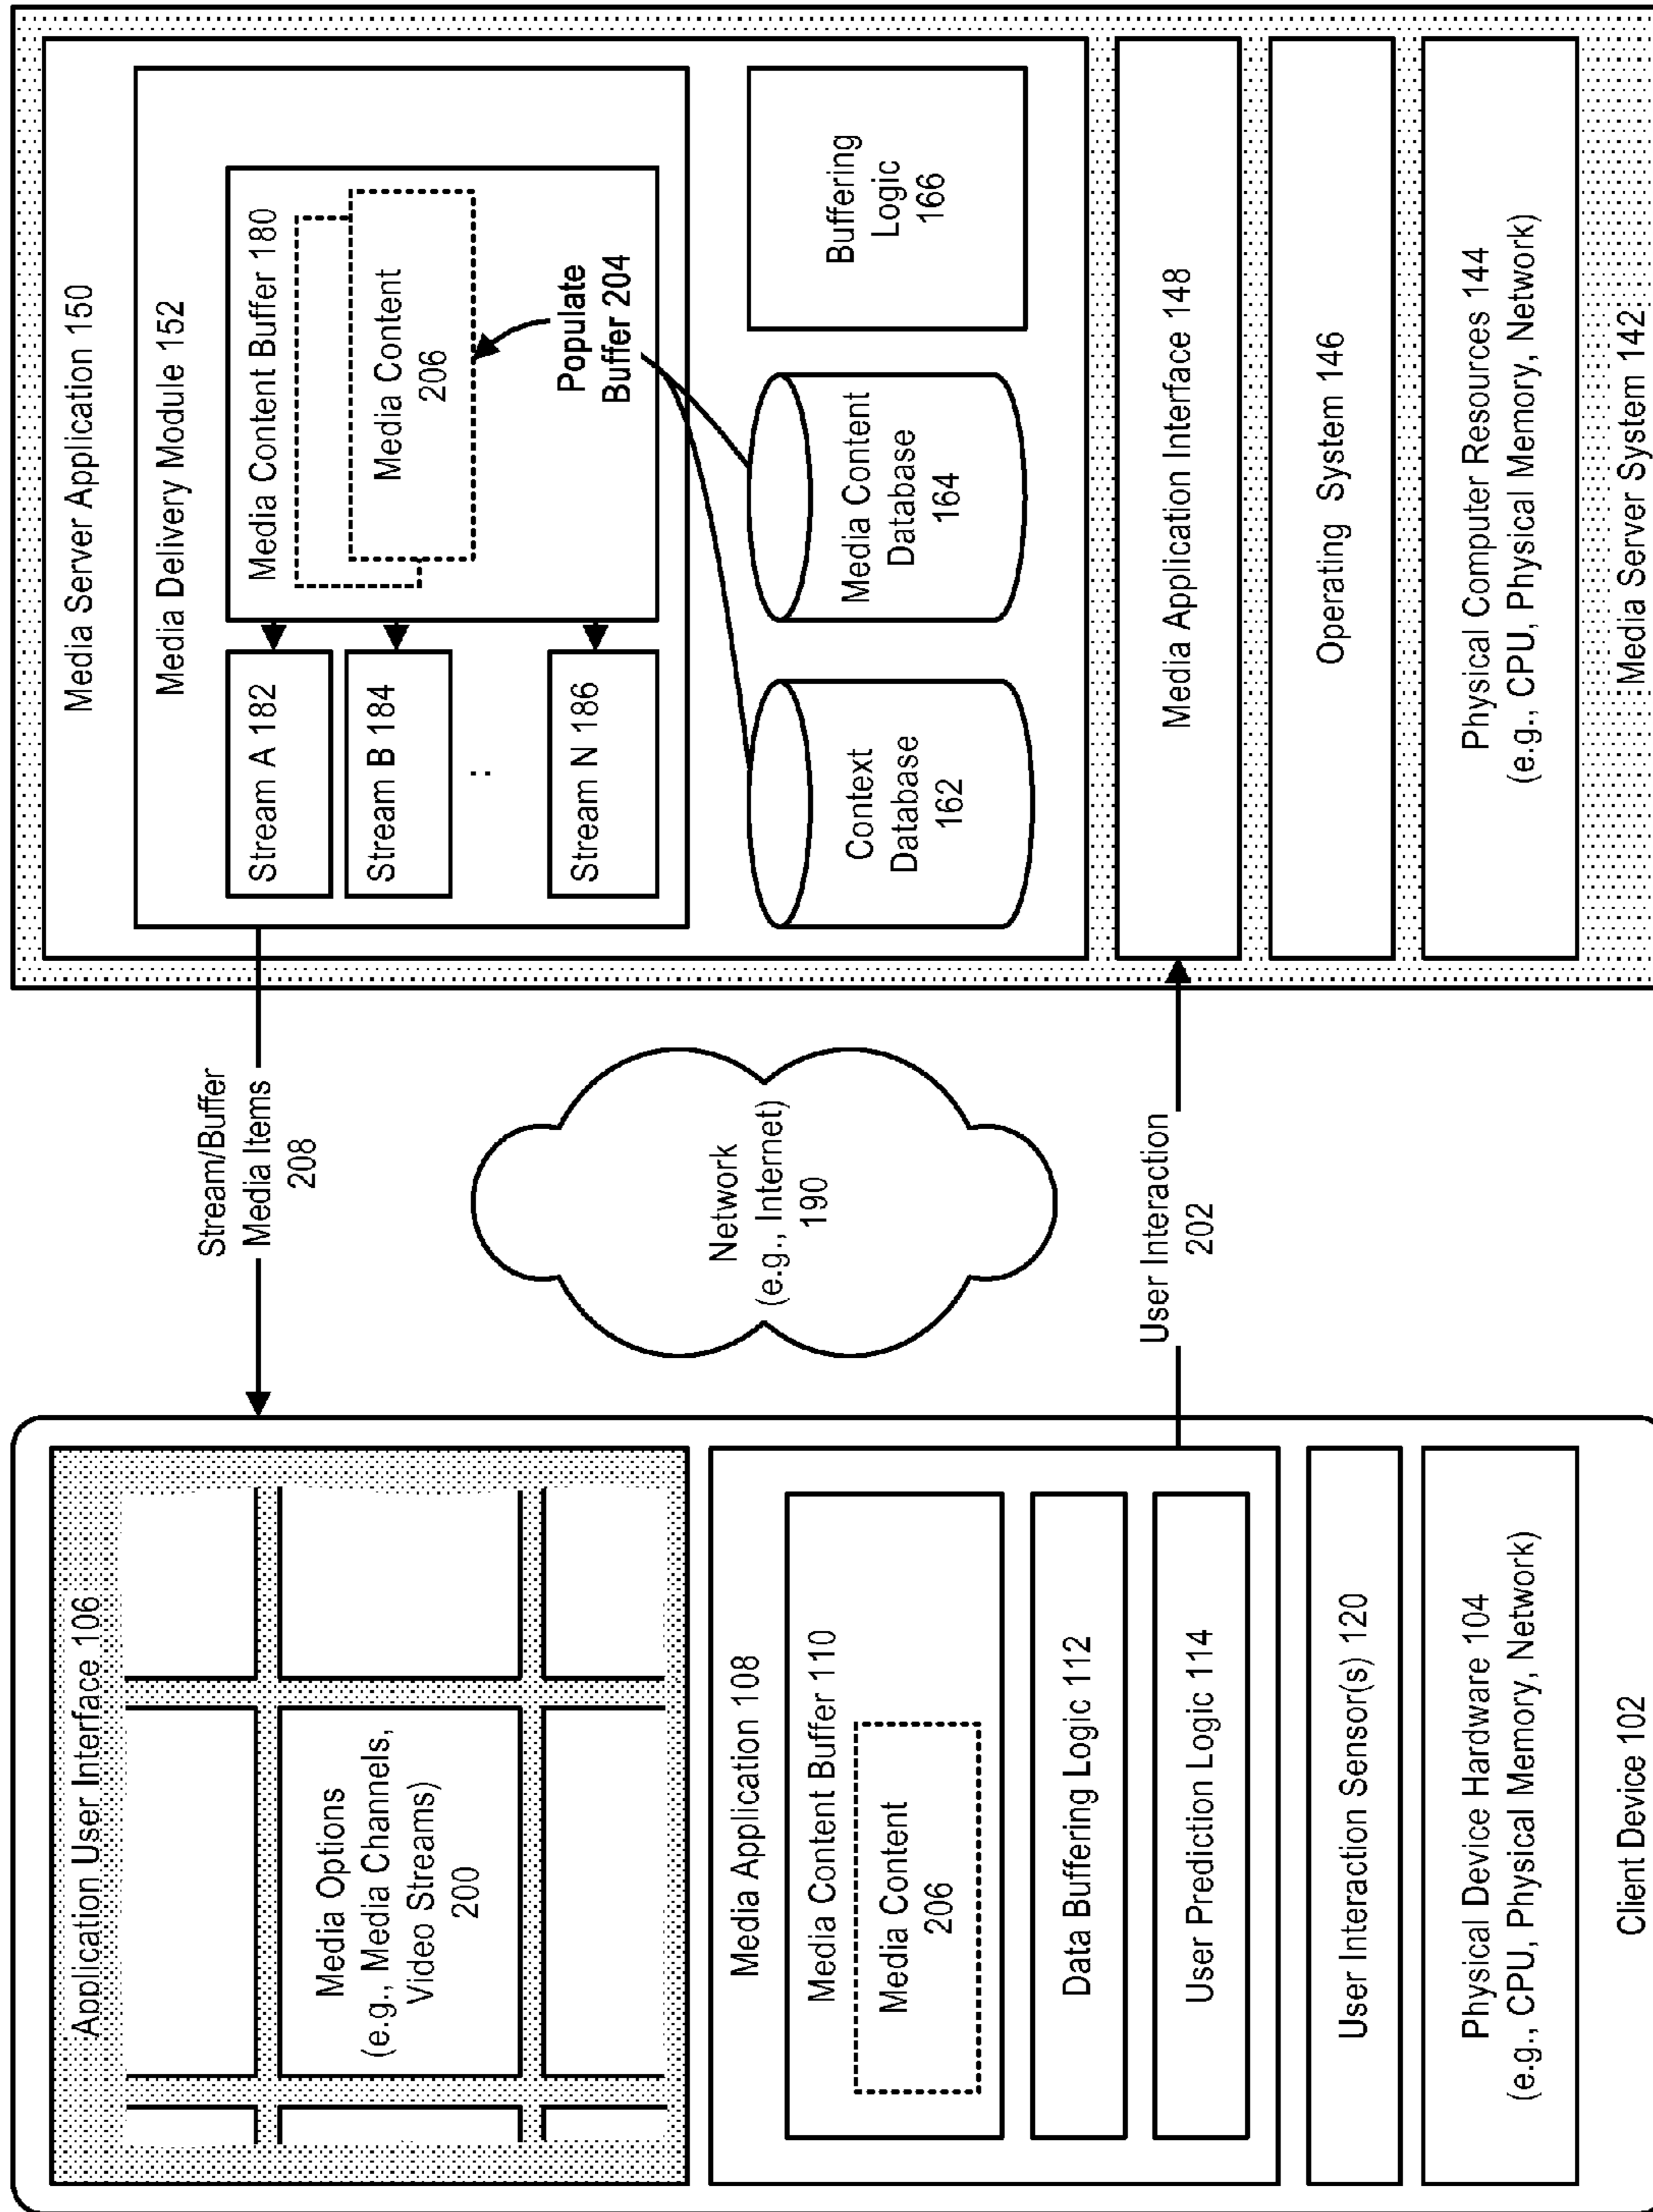 Application User Interface 106
Media Options
(e.g., Media Channels,
Video Streams)
200
Media Application 108
Media Content Buffer 110
Media Content
206
Data Buffering Logic 112
User Prediction Logic 114
User Interaction Sensor(s) 120
Physical Device Hardware 104
(e.g., CPU, Physical Memory, Network)
Client Device 102
Stream/Buffer
Media Items
208
Network
(e.g., Internet)
190
User Interaction
202
Media Server Application 150
Media Delivery Module 152
Stream A 182
Stream B 184
:
Stream N 186
Media Content Buffer 180
Media Content
206
Populate
Buffer 204
Context
Database
162
Media Content
Database
164
Buffering
Logic
166
Media Application Interface 148
Operating System 146
Physical Computer Resources 144
(e.g., CPU, Physical Memory, Network)
Media Server System 142